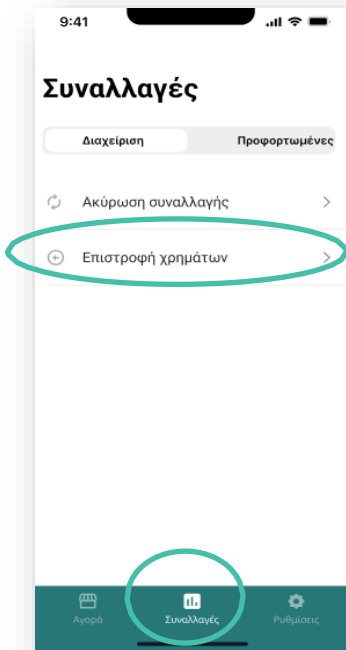 9:41
Συναλλαγές
Διαχείριση Προφορτωμένες
Ακύρωση συναλλαγής
Επιστροφή χρημάτων
Αγορά Συναλλαγές Ρυθμίσεις